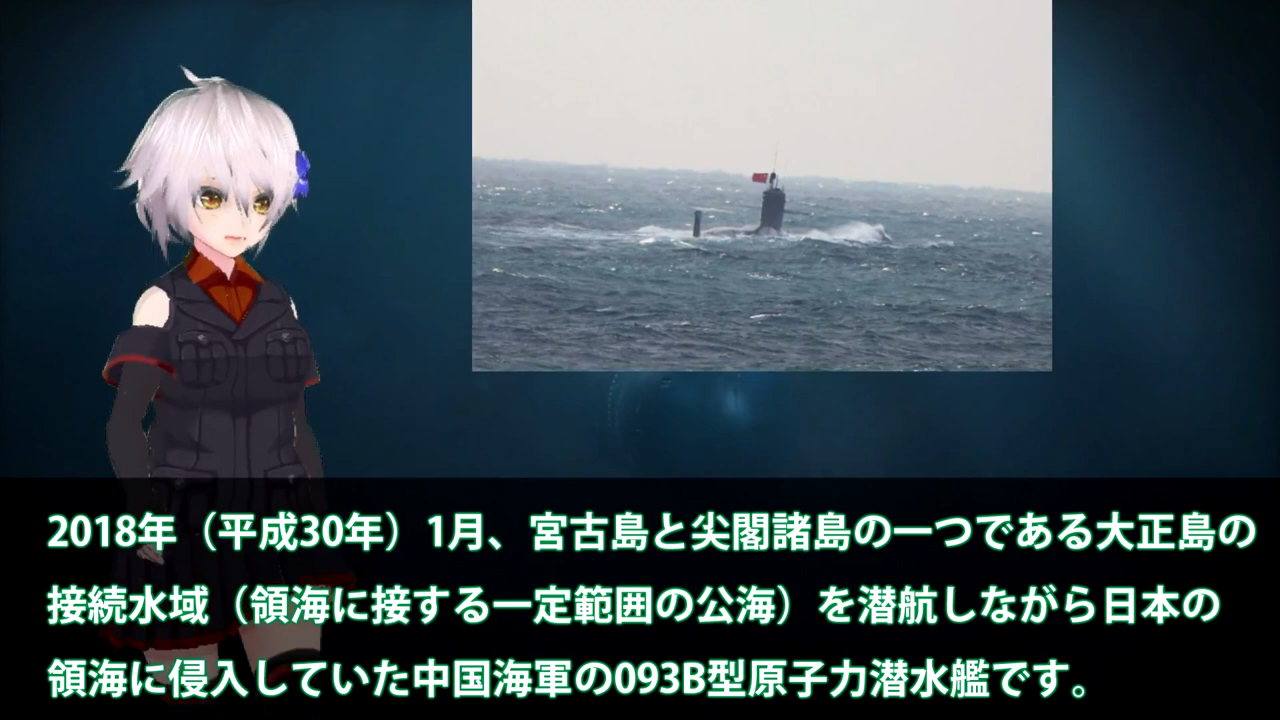 2018年（平成30年）1月、宮古島と尖閣諸島の一つである大正島の
接続水域（領海に接する一定範囲の公海）を潜航しながら日本の
領海に侵入していた中国海軍の093B型原子力潜水艦です。